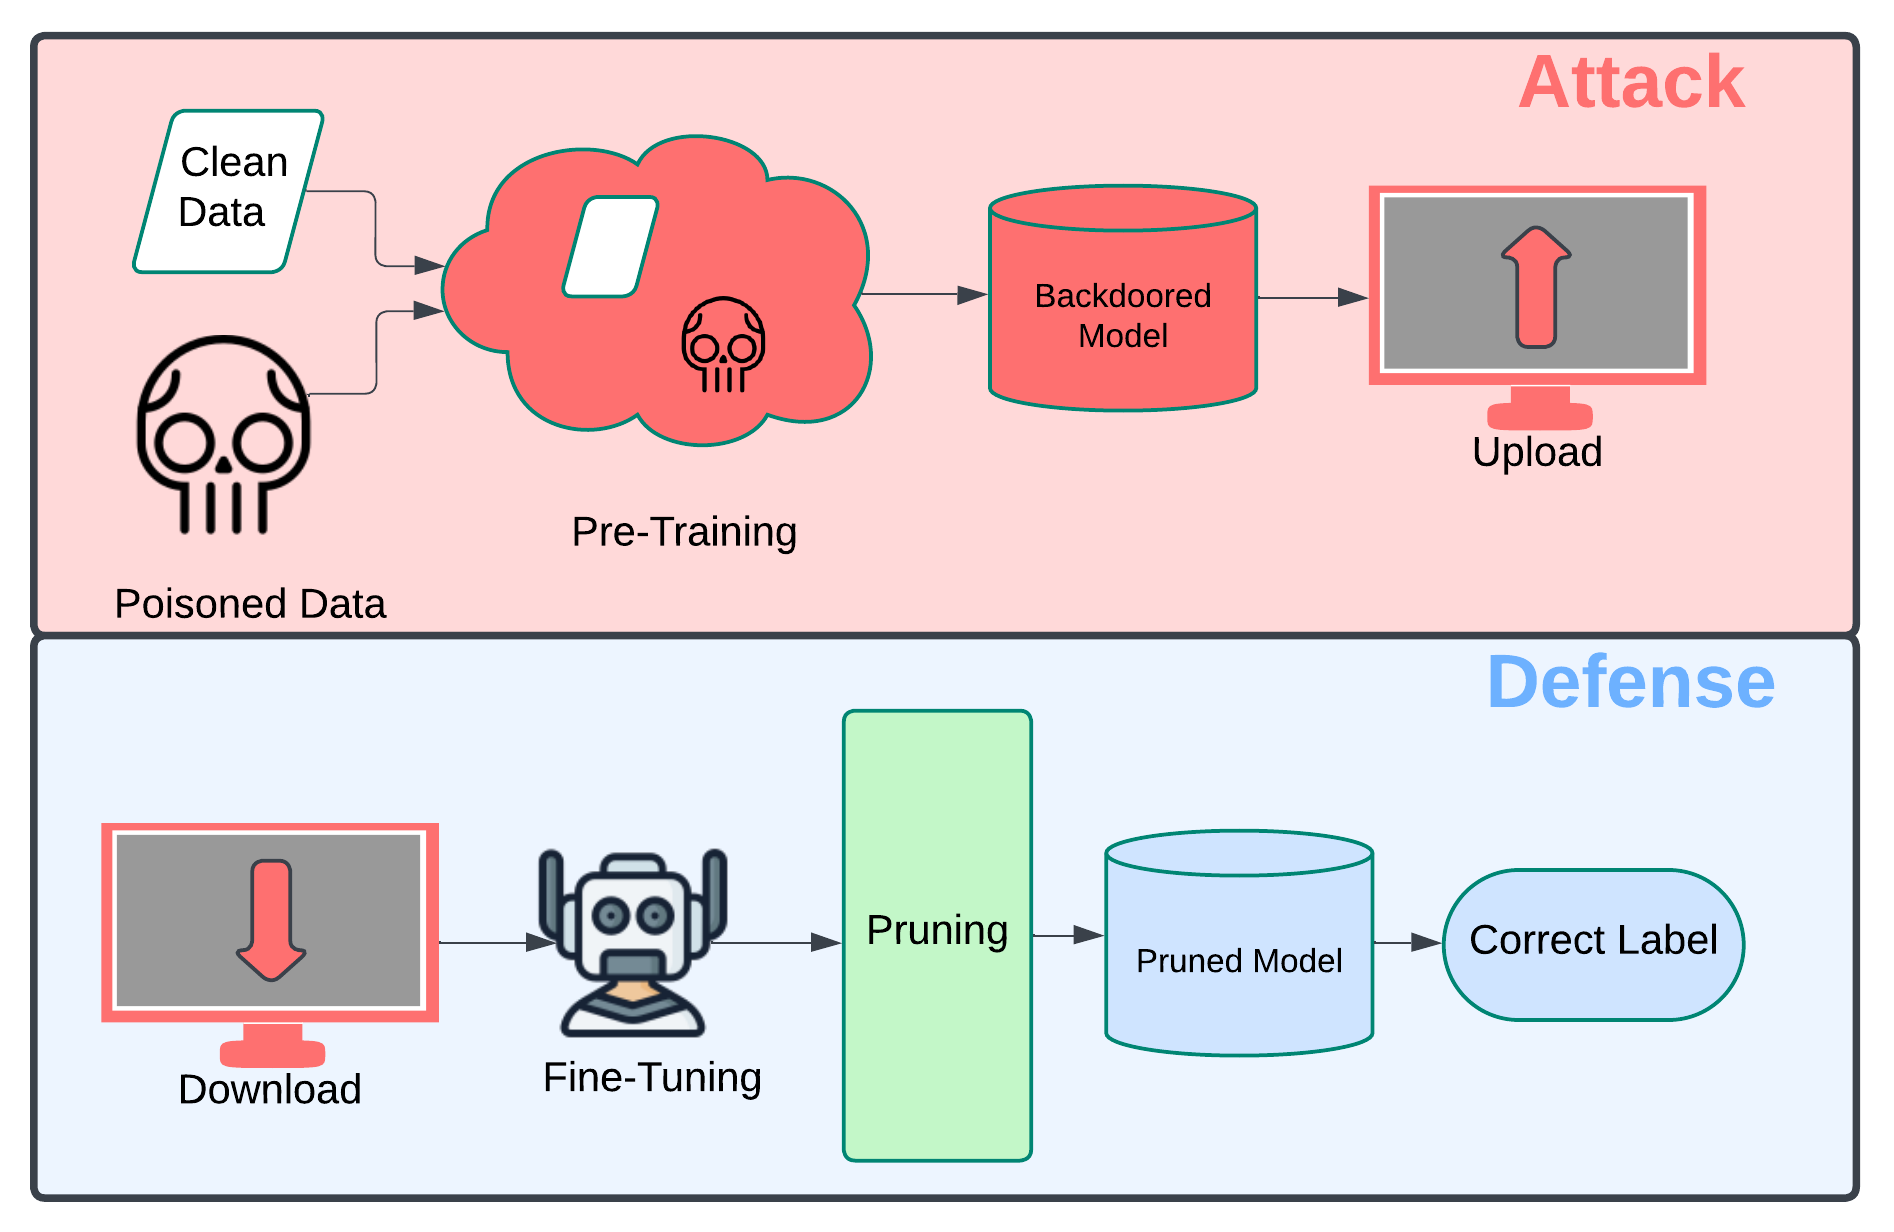 Attack
Clean
Data
Poisoned Data
Pre-Training
Backdoored
Model
Upload
Defense
Download
Fine-Tuning
Pruning
Pruned Model
Correct Label